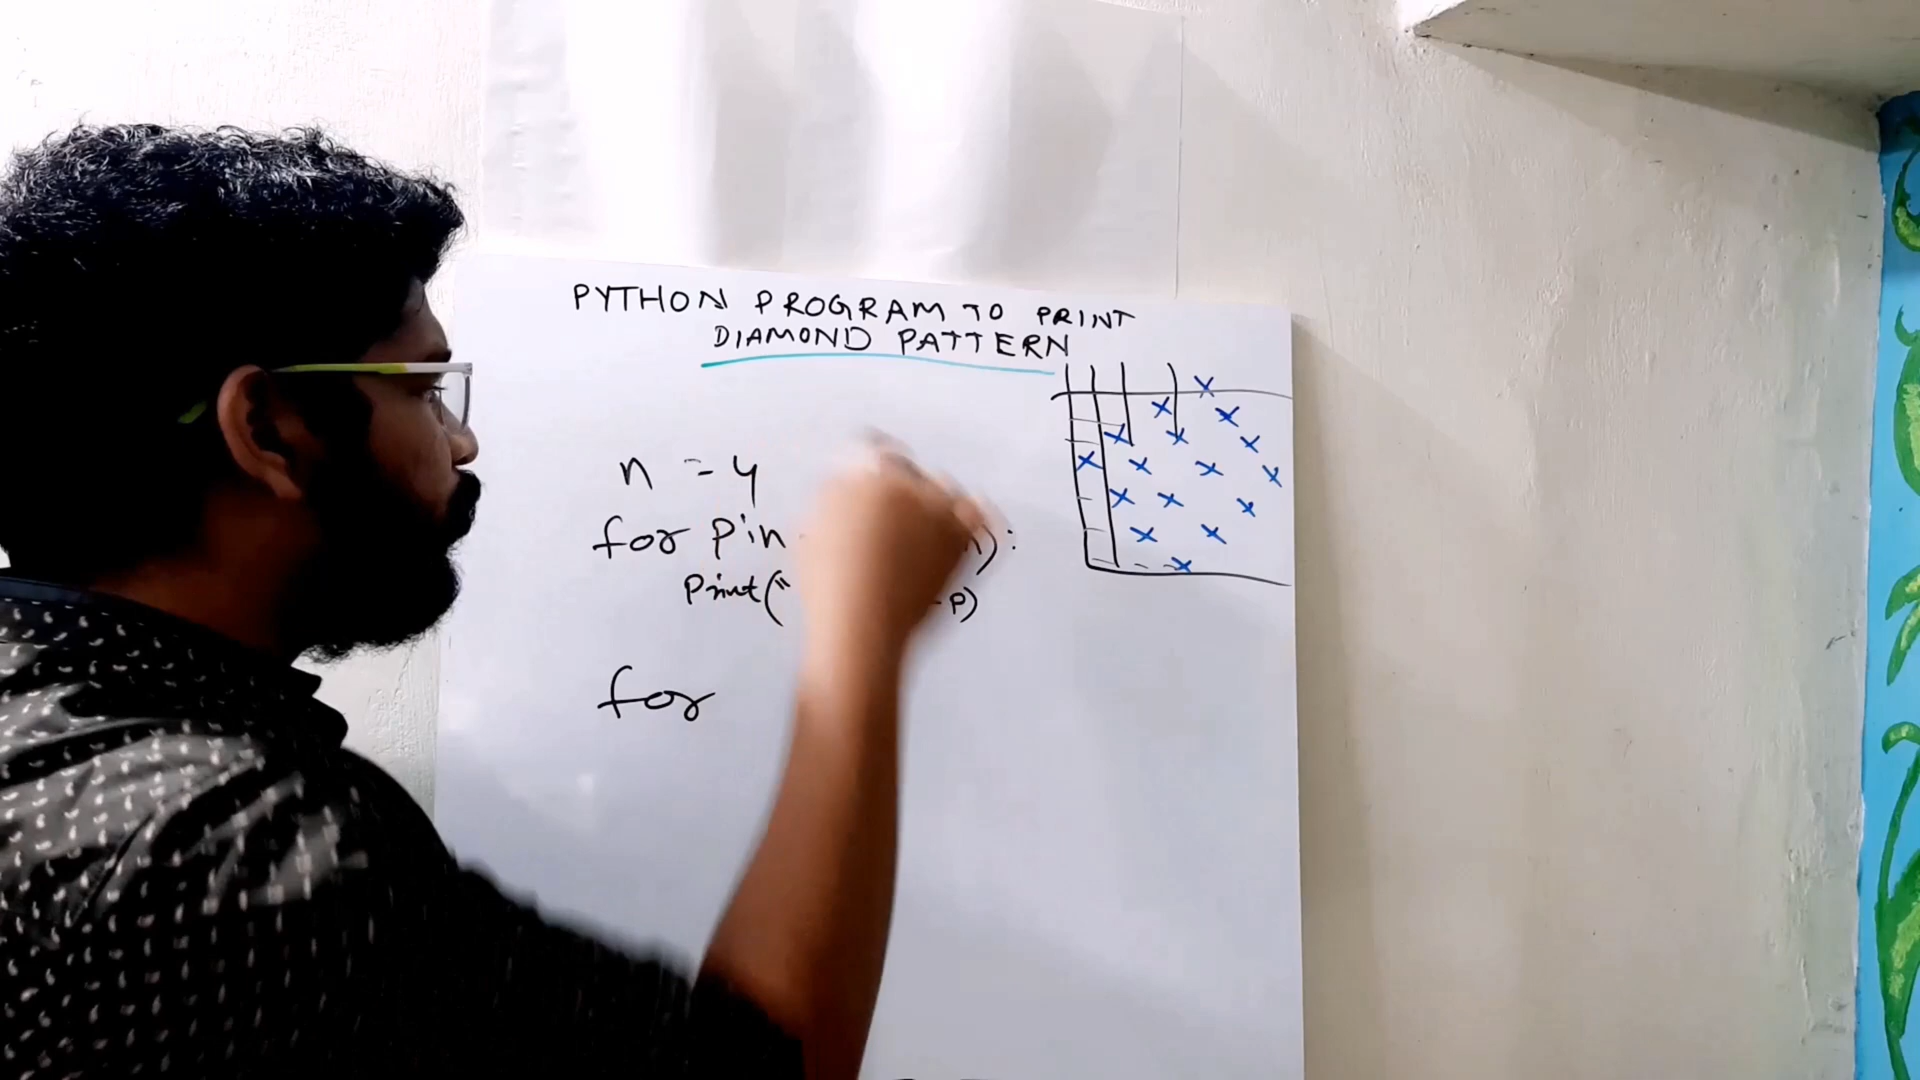 PYTHON PROGRAM TO PRINT
DIAMOND PATTERN
n = 4
for p in ):
Print(" - P)
for